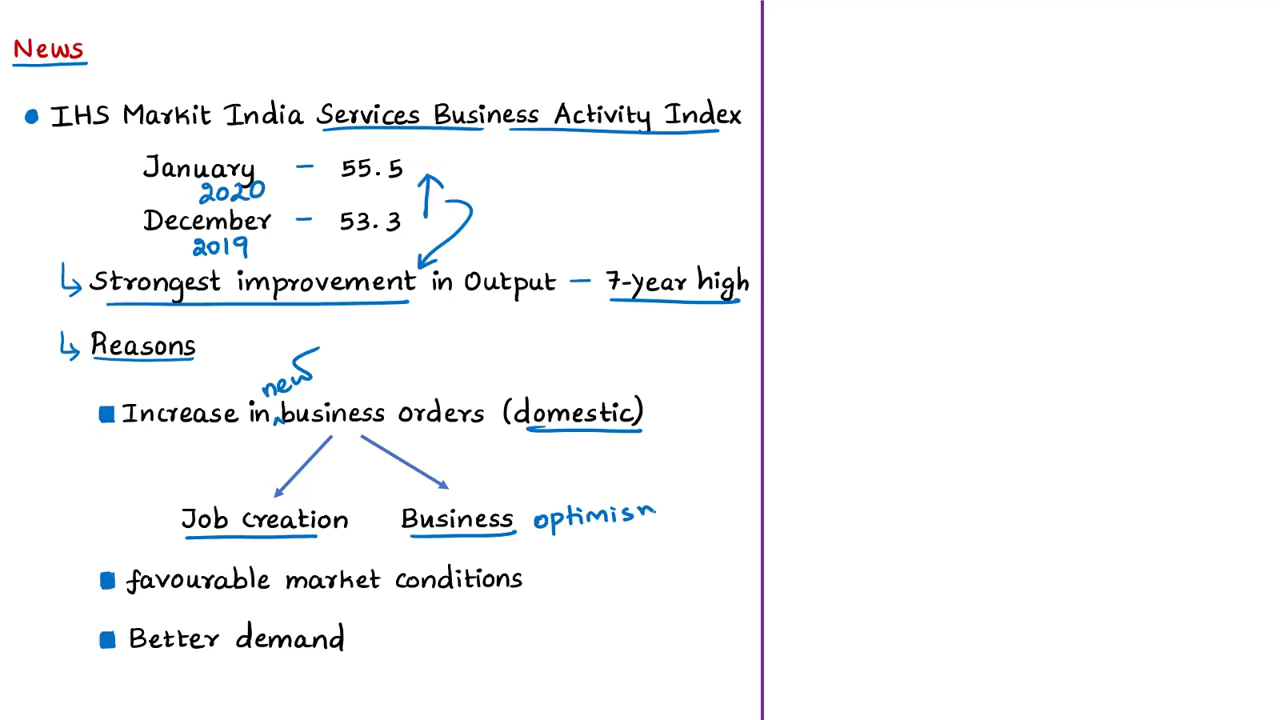 News
IHS Markit India Services Business Activity Index
January - 55.5
2020
December - 53.3
2019
Strongest improvement in Output - 7-year high
Reasons
new
Increase in business orders (domestic)
Job creation Business optimism
favourable market conditions
Better demand